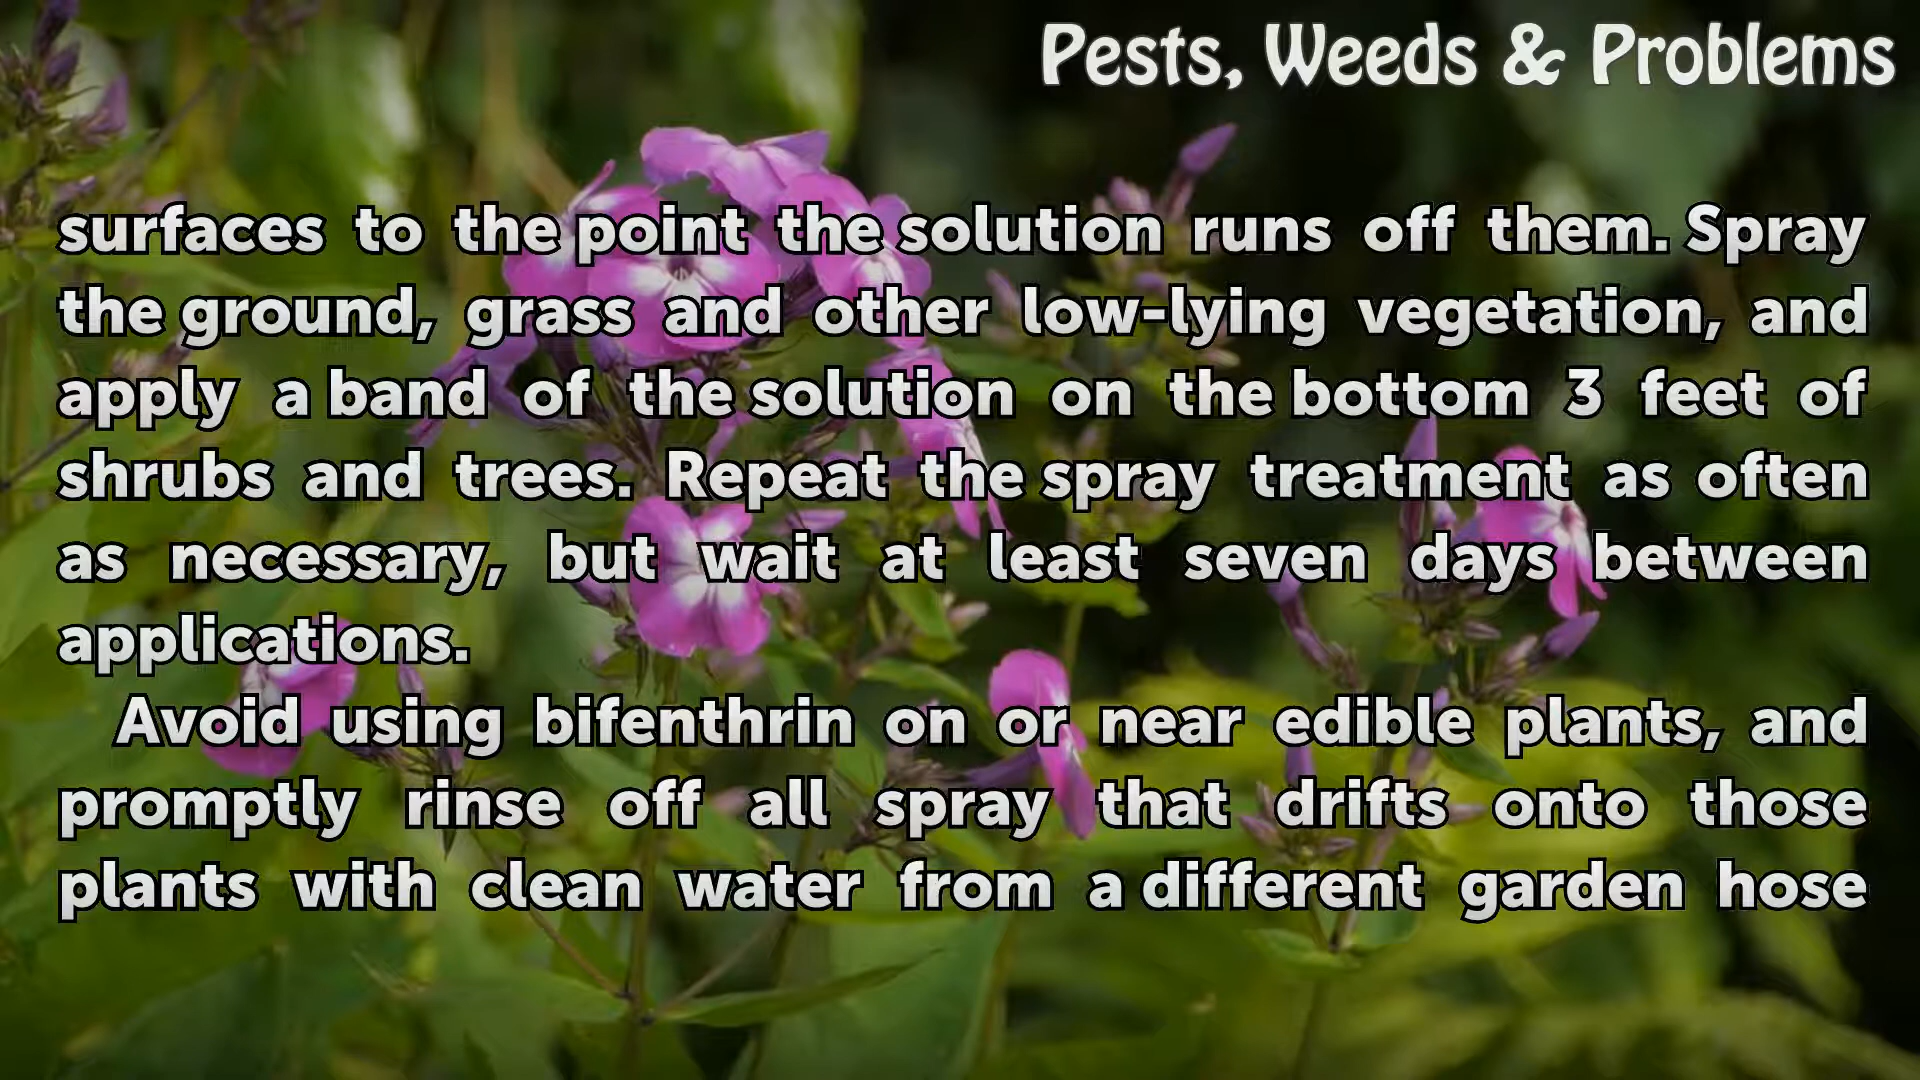 Pests, Weeds & Problems
surfaces to the point the solution runs off them. Spray
the ground, grass and other low-lying vegetation, and
apply a band of the solution on the bottom 3 feet of
shrubs and trees. Repeat the spray treatment as often
as necessary, but wait at least seven days between
applications.
Avoid using bifenthrin on or near edible plants, and
promptly rinse off all spray that drifts onto those
plants with clean water from a different garden hose